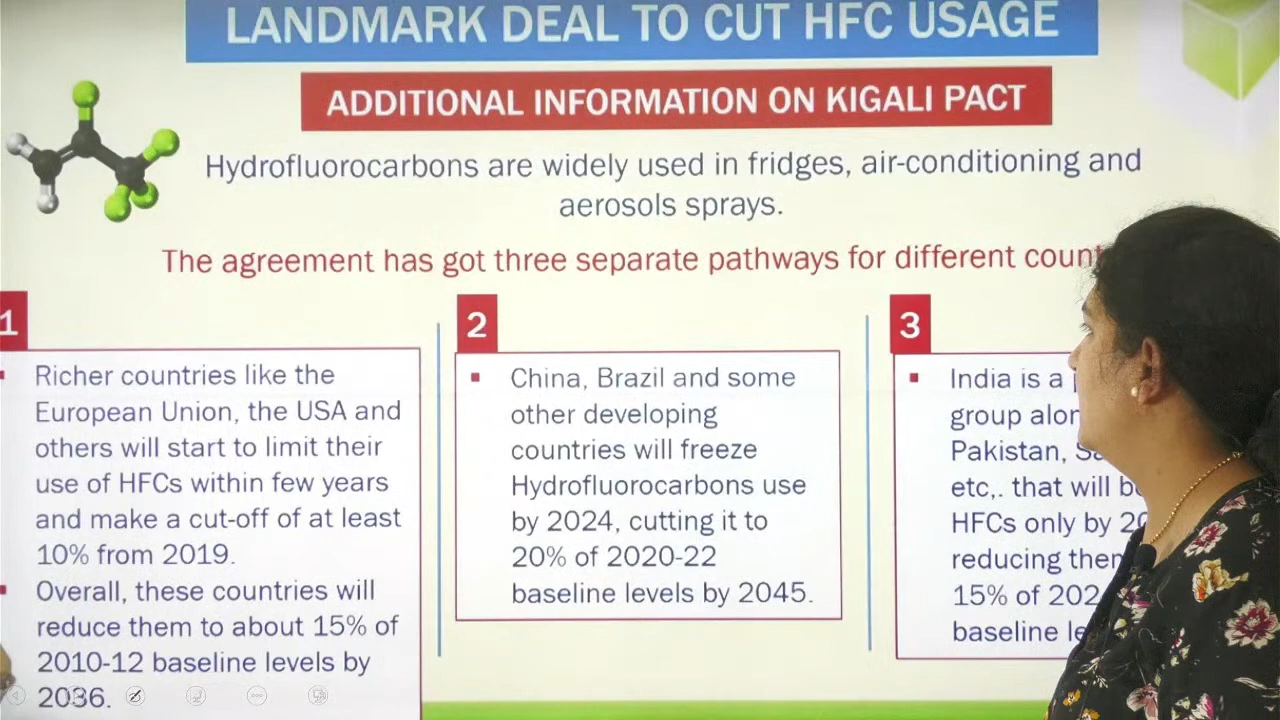 LANDMARK DEAL TO CUT HFC USAGE
ADDITIONAL INFORMATION ON KIGALI PACT
Hydrofluorocarbons are widely used in fridges, air-conditioning and
aerosols sprays.
The agreement has got three separate pathways for different
1
Richer countries like the
European Union, the USA and
others will start to limit their
use of HFCs within few years
and make a cut-off of at least
10% from 2019.
Overall, these countries will
reduce them to about 15% of
2010-12 baseline levels by
2036.
2
China, Brazil and some
other developing
countries will freeze
Hydrofluorocarbons use
by 2024, cutting it to
20% of 2020-22
baseline levels by 2045.
3
India is a
group
Pakistan,
etc,. that will
HFCs only by
reducing
15% of
baseline